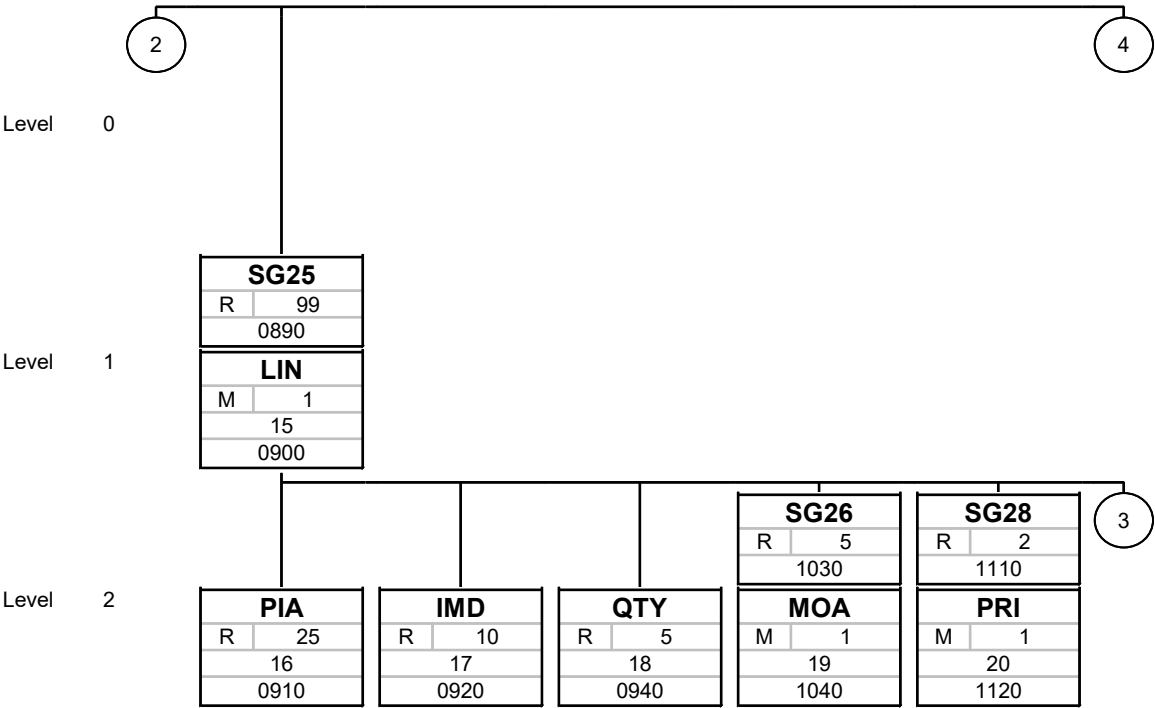 2
4
Level 0
SG25
R 99
0890
Level 1
LIN
M 1
15
0900
SG26
R 5
1030
SG28
R 2
1110
3
Level 2
PIA
R 25
16
0910
IMD
R 10
17
0920
QTY
R 5
18
0940
MOA
M 1
19
1040
PRI
M 1
20
1120